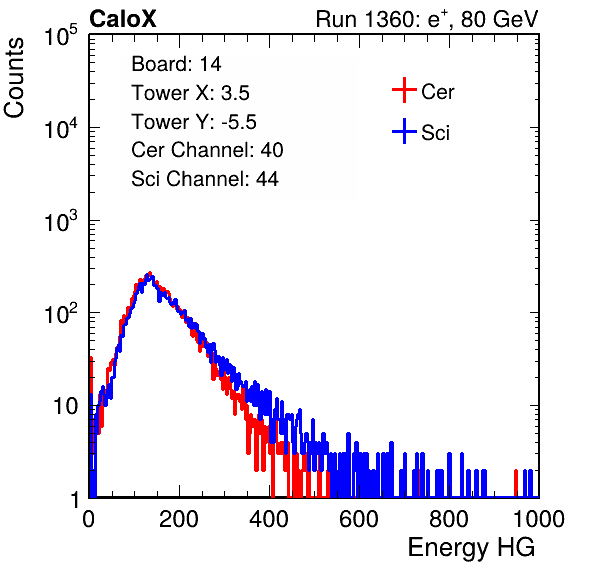 CaloX Run 1360: e⁺, 80 GeV
Counts
Board: 14
Tower X: 3.5
Tower Y: -5.5
Cer Channel: 40
Sci Channel: 44
Cer
Sci
10⁵
10⁴
10³
10²
10
1
0 200 400 600 800 1000
Energy HG